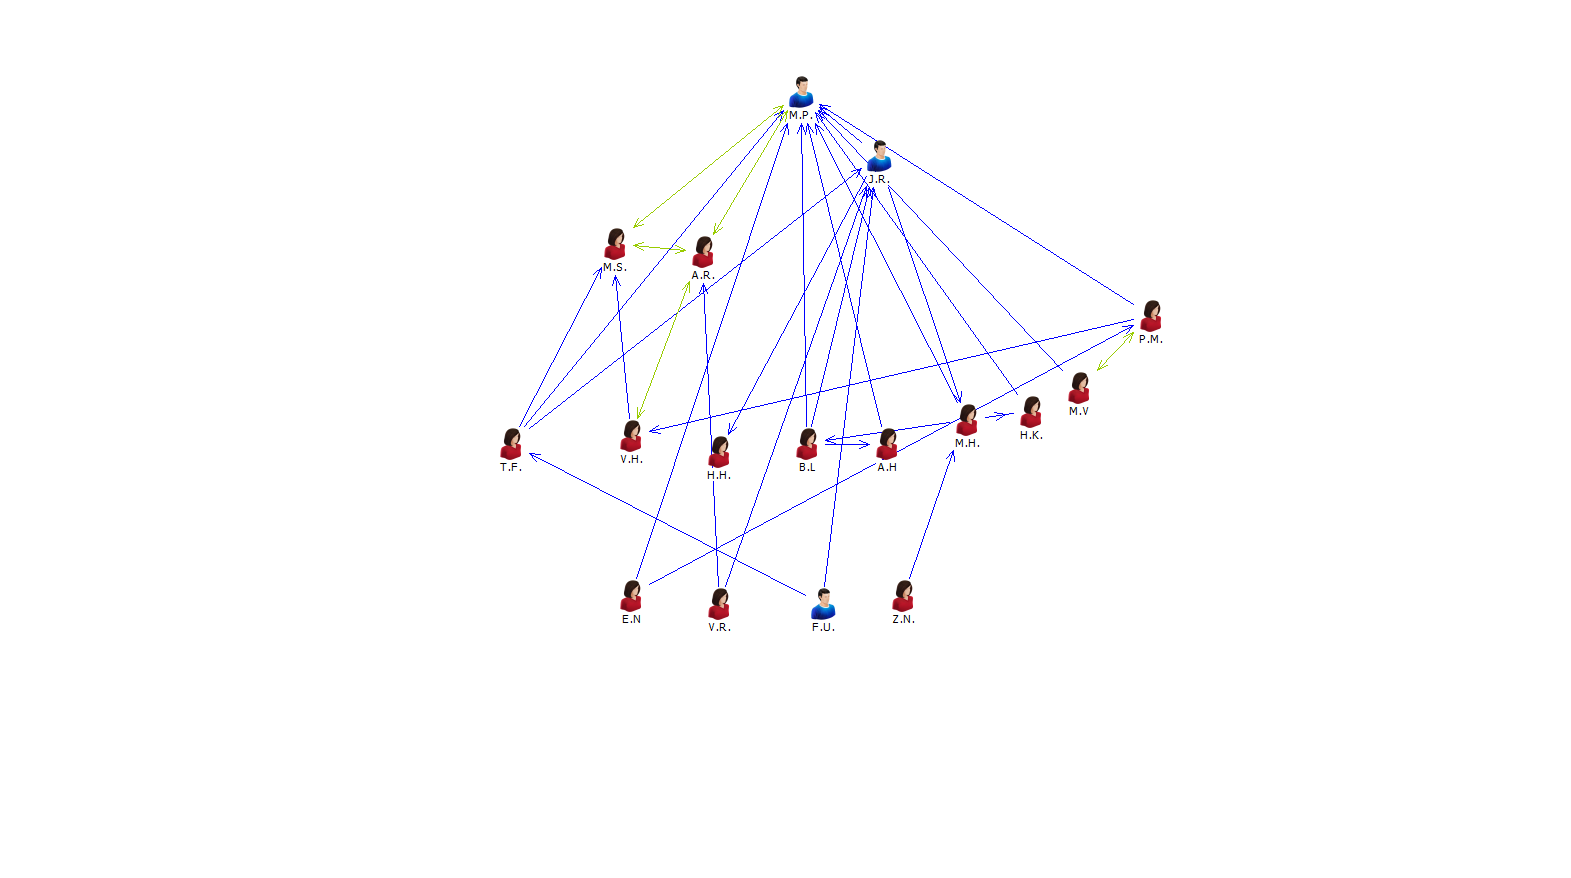 M.P.
J.R.
M.S.
A.R.
P.M.
M.V
H.K.
M.H.
T.F.
V.H.
H.H.
B.L
A.H
E.N
V.R.
F.U.
Z.N.